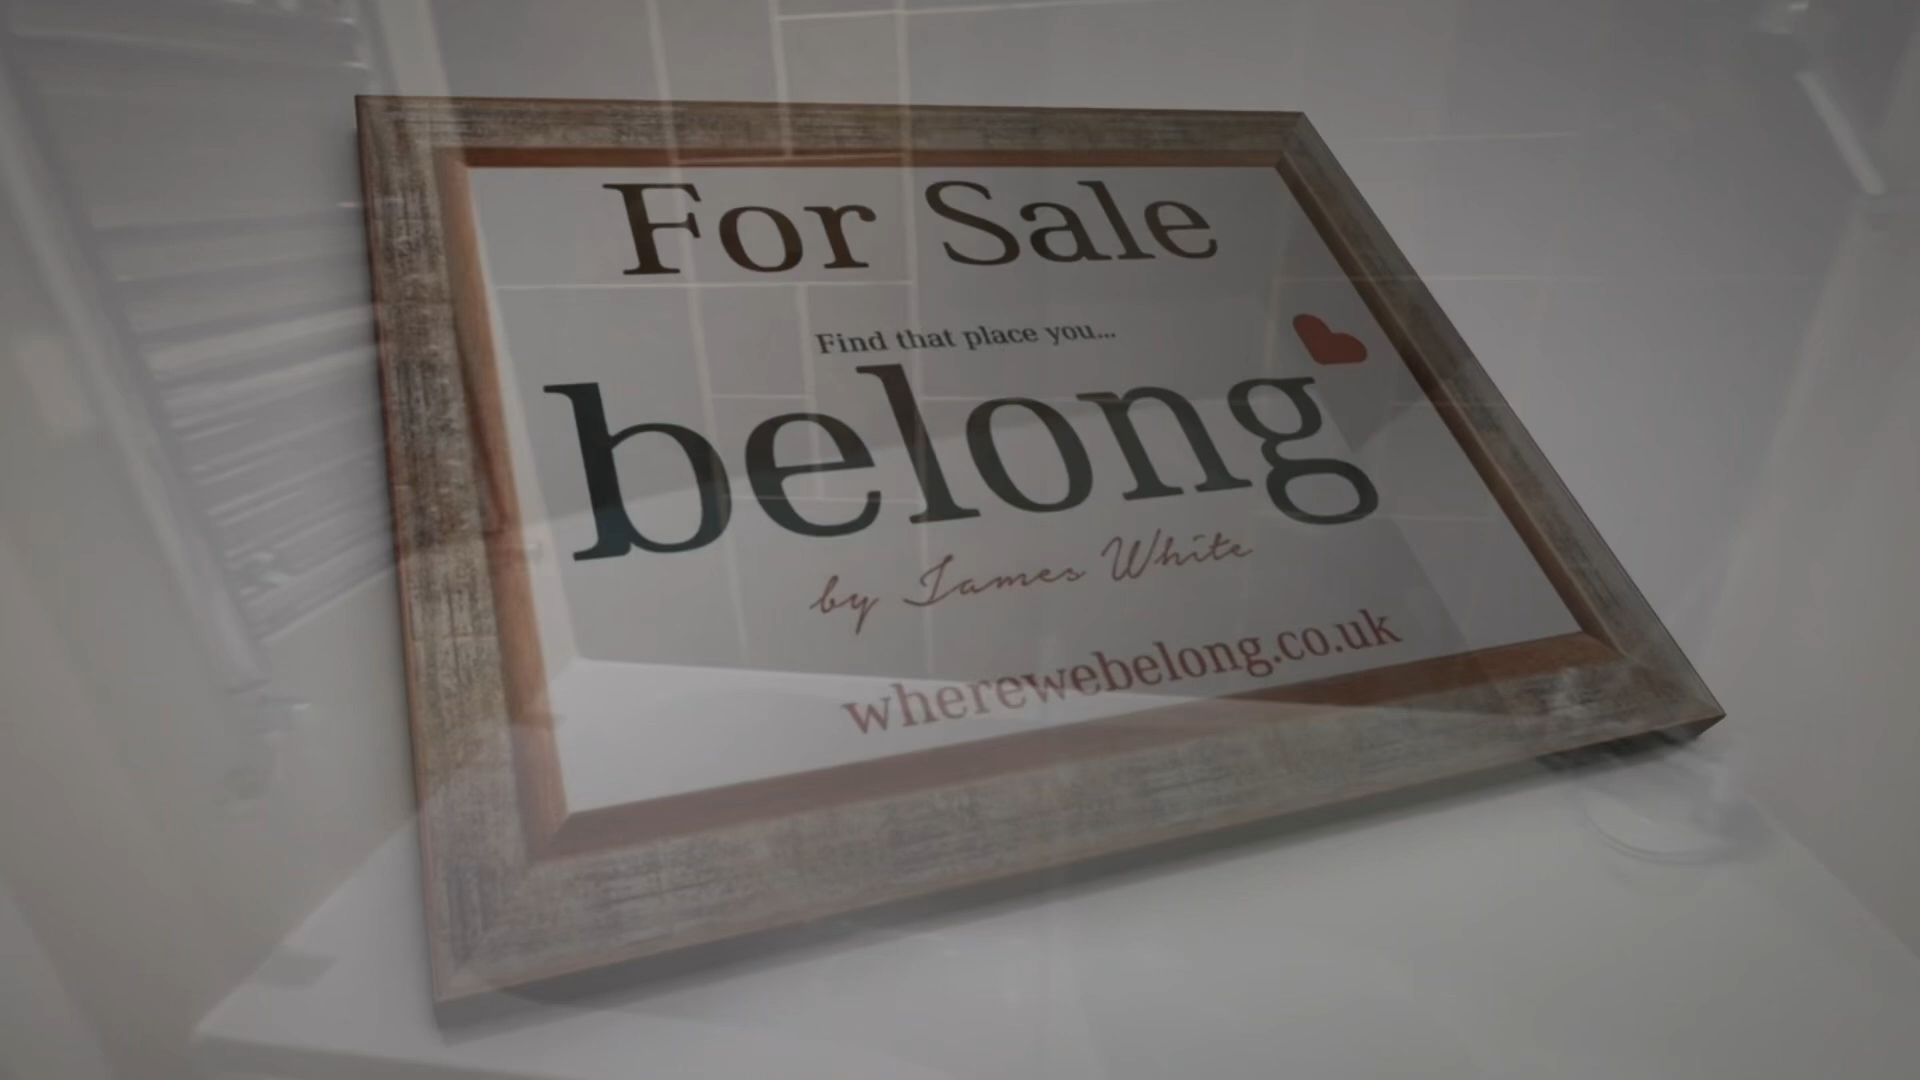 For Sale
Find that place you...
belong
by James White
wherewebelong.co.uk